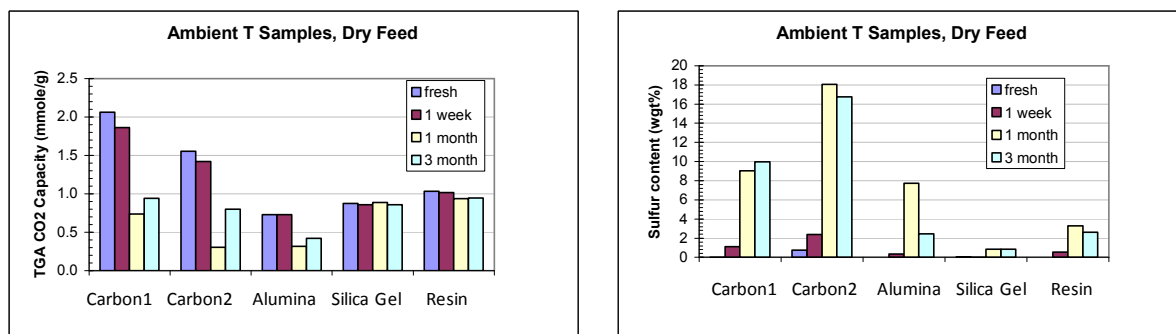 Ambient T Samples, Dry Feed
TGA CO2 Capacity (mmole/g)
2.5
2.0
1.5
1.0
0.5
0.0
fresh
1 week
1 month
3 month
Carbon1 Carbon2 Alumina Silica Gel Resin
Ambient T Samples, Dry Feed
Sulfur content (wgt%)
20
18
16
14
12
10
8
6
4
2
0
fresh
1 week
1 month
3 month
Carbon1 Carbon2 Alumina Silica Gel Resin